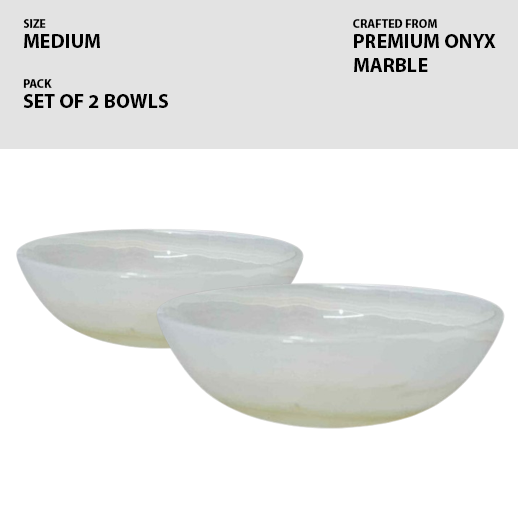 SIZE
MEDIUM
PACK
SET OF 2 BOWLS
CRAFTED FROM
PREMIUM ONYX
MARBLE